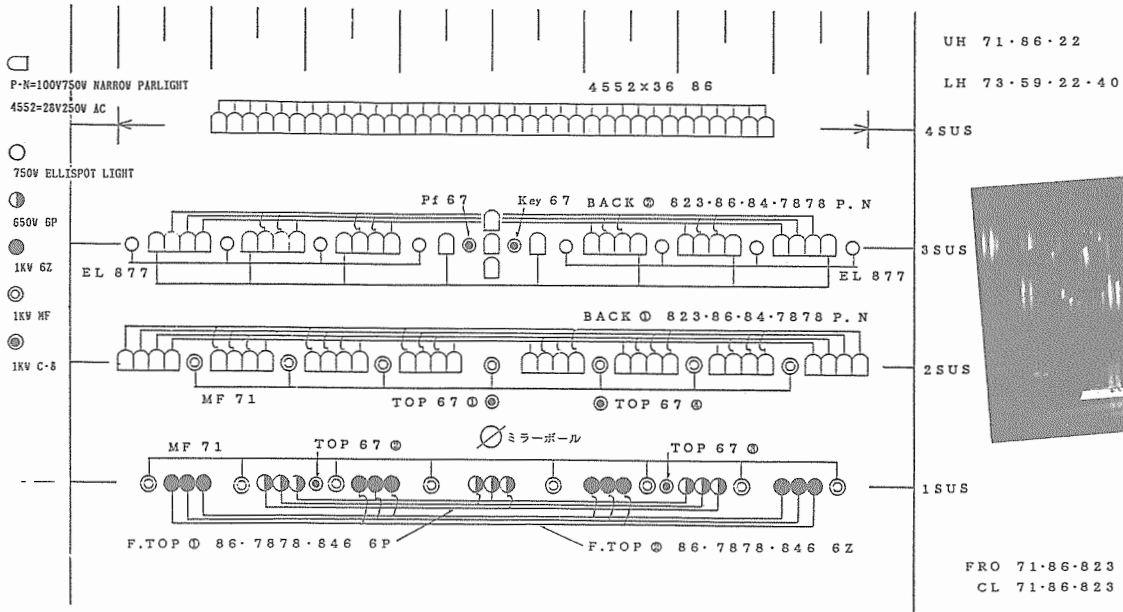 UH 71·86·22
LH 73·59·22·40
P·N=100V750W NARROW PARLIGHT
4552=28V250W AC
4552×36 86
4SUS
750W ELLISPOT LIGHT
650W 6P
1KW 6Z
1KW MF
1KW C-8
Pf 67
Key 67
BACK ② 823·86·84·7878 P.N
3SUS
EL 877
EL 877
BACK ① 823·86·84·7878 P.N
2SUS
MF 71
TOP 67 ①
TOP 67 ④
ミラーボール
MF 71
TOP 67 ②
TOP 67 ③
1SUS
F.TOP ① 86·7878·846 6P
F.TOP ② 86·7878·846 6Z
FRO 71·86·823
CL 71·86·823